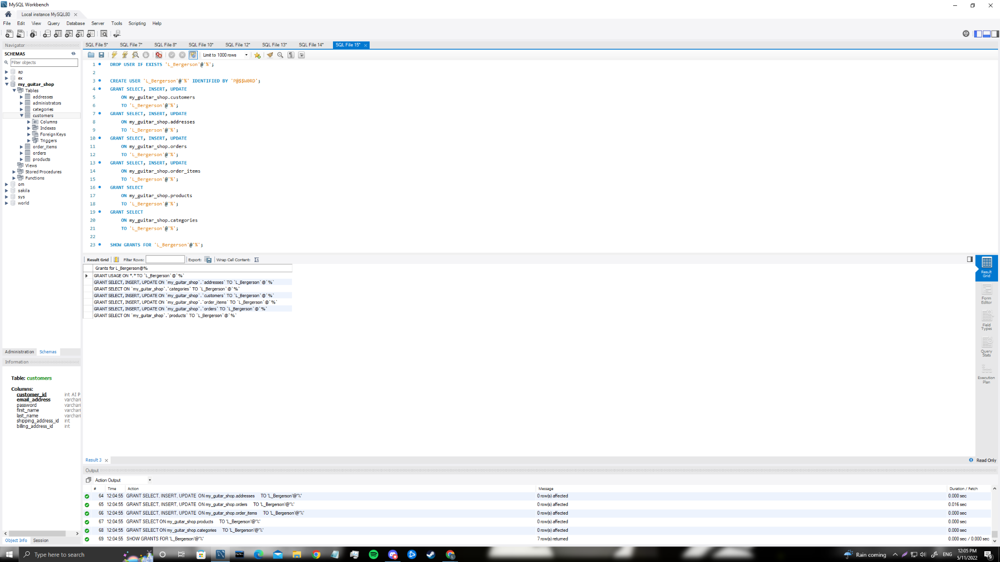 MySQL Workbench
Local instance MySQL80
File Edit View Query Database Server Tools Scripting Help
Navigator
SCHEMAS
Filter objects
ap
ex
my_guitar_shop
Tables
addresses
administrators
categories
customers
Columns
Indexes
Foreign Keys
Triggers
order_items
orders
products
Views
Stored Procedures
Functions
om
sakila
sys
world
Administration Schemas
Information
Table: customers
Columns:
customer_id int AI P
email_address varchar(
password varchar(
first_name varchar(
last_name varchar(
shipping_address_id int
billing_address_id int
Object Info Session
SQL File 5* SQL File 7* SQL File 8* SQL File 10* SQL File 12* SQL File 13* SQL File 14* SQL File 15*
Limit to 1000 rows
1 DROP USER IF EXISTS 'L_Bergerson'@'%';
2
3 CREATE USER 'L_Bergerson'@'%' IDENTIFIED BY 'P@$$W0RD';
4 GRANT SELECT, INSERT, UPDATE
5 ON my_guitar_shop.customers
6 TO 'L_Bergerson'@'%';
7 GRANT SELECT, INSERT, UPDATE
8 ON my_guitar_shop.addresses
9 TO 'L_Bergerson'@'%';
10 GRANT SELECT, INSERT, UPDATE
11 ON my_guitar_shop.orders
12 TO 'L_Bergerson'@'%';
13 GRANT SELECT, INSERT, UPDATE
14 ON my_guitar_shop.order_items
15 TO 'L_Bergerson'@'%';
16 GRANT SELECT
17 ON my_guitar_shop.products
18 TO 'L_Bergerson'@'%';
19 GRANT SELECT
20 ON my_guitar_shop.categories
21 TO 'L_Bergerson'@'%';
22
23 SHOW GRANTS FOR 'L_Bergerson'@'%';
Result Grid Filter Rows: Export: Wrap Cell Content:
Grants for L_Bergerson@%
GRANT USAGE ON *.* TO `L_Bergerson`@`%`
GRANT SELECT, INSERT, UPDATE ON `my_guitar_shop`.`addresses` TO `L_Bergerson`@`%`
GRANT SELECT ON `my_guitar_shop`.`categories` TO `L_Bergerson`@`%`
GRANT SELECT, INSERT, UPDATE ON `my_guitar_shop`.`customers` TO `L_Bergerson`@`%`
GRANT SELECT, INSERT, UPDATE ON `my_guitar_shop`.`order_items` TO `L_Bergerson`@`%`
GRANT SELECT, INSERT, UPDATE ON `my_guitar_shop`.`orders` TO `L_Bergerson`@`%`
GRANT SELECT ON `my_guitar_shop`.`products` TO `L_Bergerson`@`%`
Result
Grid
Form
Editor
Field
Types
Query
Stats
Execution
Plan
Result 3 Read Only
Output
Action Output
# Time Action Message Duration / Fetch
64 12:04:55 GRANT SELECT, INSERT, UPDATE ON my_guitar_shop.addresses TO 'L_Bergerson'@'%' 0 row(s) affected 0.000 sec
65 12:04:55 GRANT SELECT, INSERT, UPDATE ON my_guitar_shop.orders TO 'L_Bergerson'@'%' 0 row(s) affected 0.016 sec
66 12:04:55 GRANT SELECT, INSERT, UPDATE ON my_guitar_shop.order_items TO 'L_Bergerson'@'%' 0 row(s) affected 0.000 sec
67 12:04:55 GRANT SELECT ON my_guitar_shop.products TO 'L_Bergerson'@'%' 0 row(s) affected 0.000 sec
68 12:04:55 GRANT SELECT ON my_guitar_shop.categories TO 'L_Bergerson'@'%' 0 row(s) affected 0.000 sec
69 12:04:55 SHOW GRANTS FOR 'L_Bergerson'@'%' 7 row(s) returned 0.000 sec / 0.000 sec
Type here to search
Rain coming
ENG
12:05 PM
5/11/2022